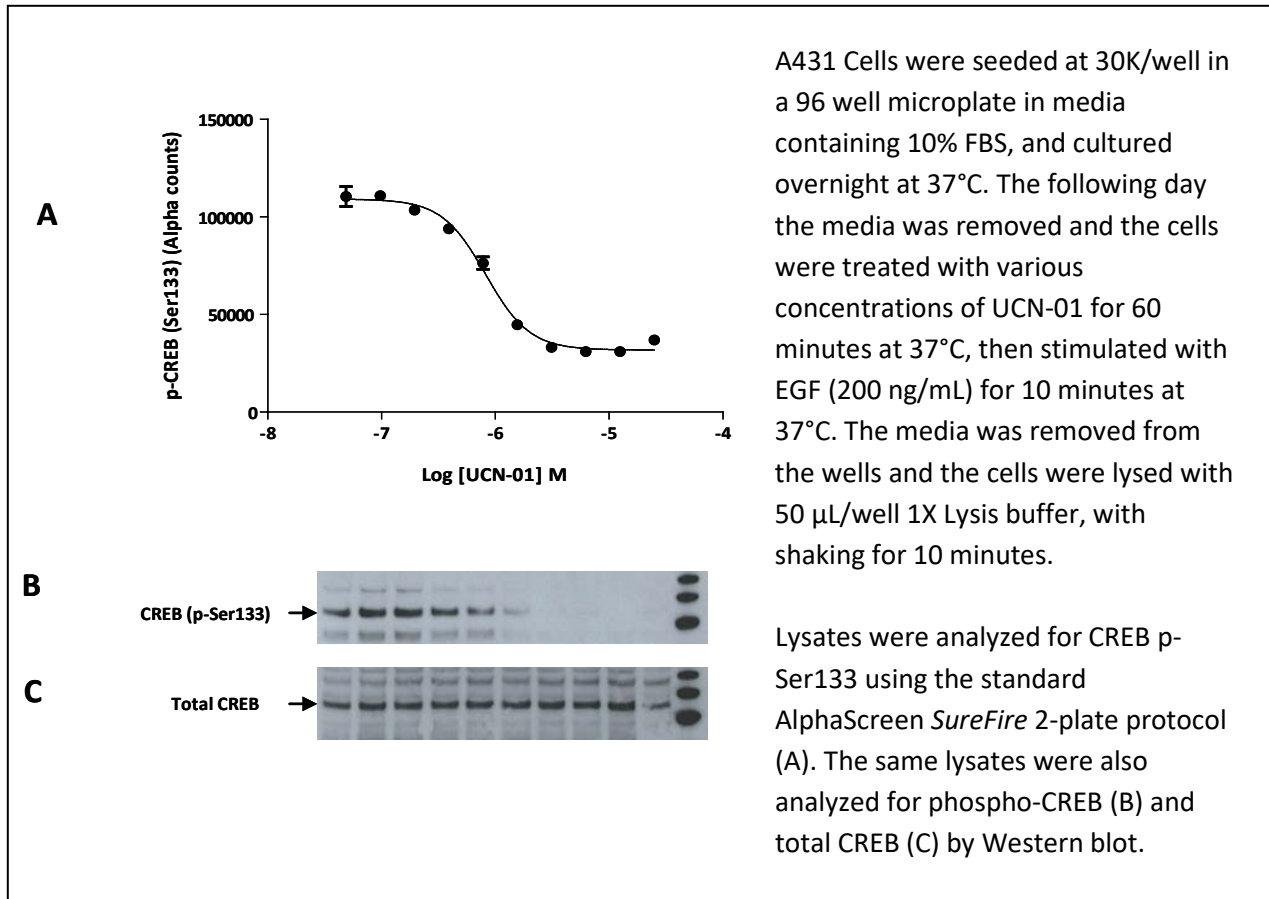 A
p-CREB (Ser133) (Alpha counts)
150000
100000
50000
0
-8
-7
-6
-5
-4
Log [UCN-01] M
B
CREB (p-Ser133)
C
Total CREB
A431 Cells were seeded at 30K/well in
a 96 well microplate in media
containing 10% FBS, and cultured
overnight at 37°C. The following day
the media was removed and the cells
were treated with various
concentrations of UCN-01 for 60
minutes at 37°C, then stimulated with
EGF (200 ng/mL) for 10 minutes at
37°C. The media was removed from
the wells and the cells were lysed with
50 µL/well 1X Lysis buffer, with
shaking for 10 minutes.
Lysates were analyzed for CREB p-
Ser133 using the standard
AlphaScreen SureFire 2-plate protocol
(A). The same lysates were also
analyzed for phospho-CREB (B) and
total CREB (C) by Western blot.